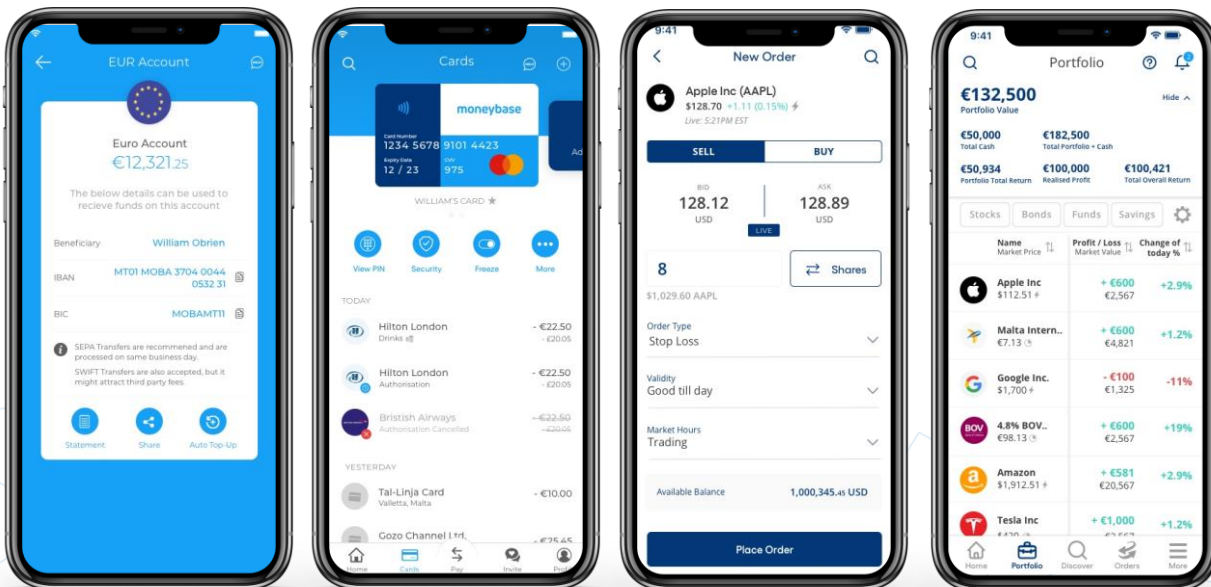 EUR Account
Euro Account
€12,321.25
The below details can be used to
recieve funds on this account
Beneficiary William Obrien
IBAN MT01 MOBA 3704 0044
0532 31
BIC MOBAMT11
SEPA Transfers are recommened and are
processed on same business day.
SWIFT Transfers are also accepted, but it
might attract third party fees.
Statement Share Auto Top-Up
Cards
moneybase
Card Number
1234 5678 9101 4423
Expiry Date CVV
12 / 23 975
Ad
WILLIAM'S CARD
View PIN Security Freeze More
TODAY
Hilton London - €22.50
Drinks - £20.05
Hilton London - €22.50
Authorisation - £20.05
Bristish Airways - €22.50
Authorisation Cancelled - £20.05
YESTERDAY
Tal-Linja Card - €10.00
Valletta, Malta
Gozo Channel Ltd. - €25.45
Home Cards Pay Invite Profi
9:41
New Order
Apple Inc (AAPL)
$128.70 +1.11 (0.15%)
Live: 5:21PM EST
SELL BUY
BID ASK
128.12 128.89
USD USD
LIVE
8 Shares
$1,029.60 AAPL
Order Type
Stop Loss
Validity
Good till day
Market Hours
Trading
Available Balance 1,000,345.45 USD
Place Order
9:41
Portfolio
2
€132,500 Hide
Portfolio Value
€50,000 €182,500
Total Cash Total Portfolio + Cash
€50,934 €100,000 €100,421
Portfolio Total Return Realised Profit Total Overall Return
Stocks Bonds Funds Savings
Name Profit / Loss Change of
Market Price Market Value today %
Apple Inc + €600 +2.9%
$112.51 €2,567
Malta Intern.. + €600 +1.2%
€7.13 €4,821
Google Inc. - €100 -11%
$1,700 €1,325
BOV 4.8% BOV.. + €600 +19%
€98.13 €2,567
Amazon + €581 +2.9%
$1,912.51 €20,567
Tesla Inc + €1,000 +1.2%
$420 €2,567
Home Portfolio Discover Orders More